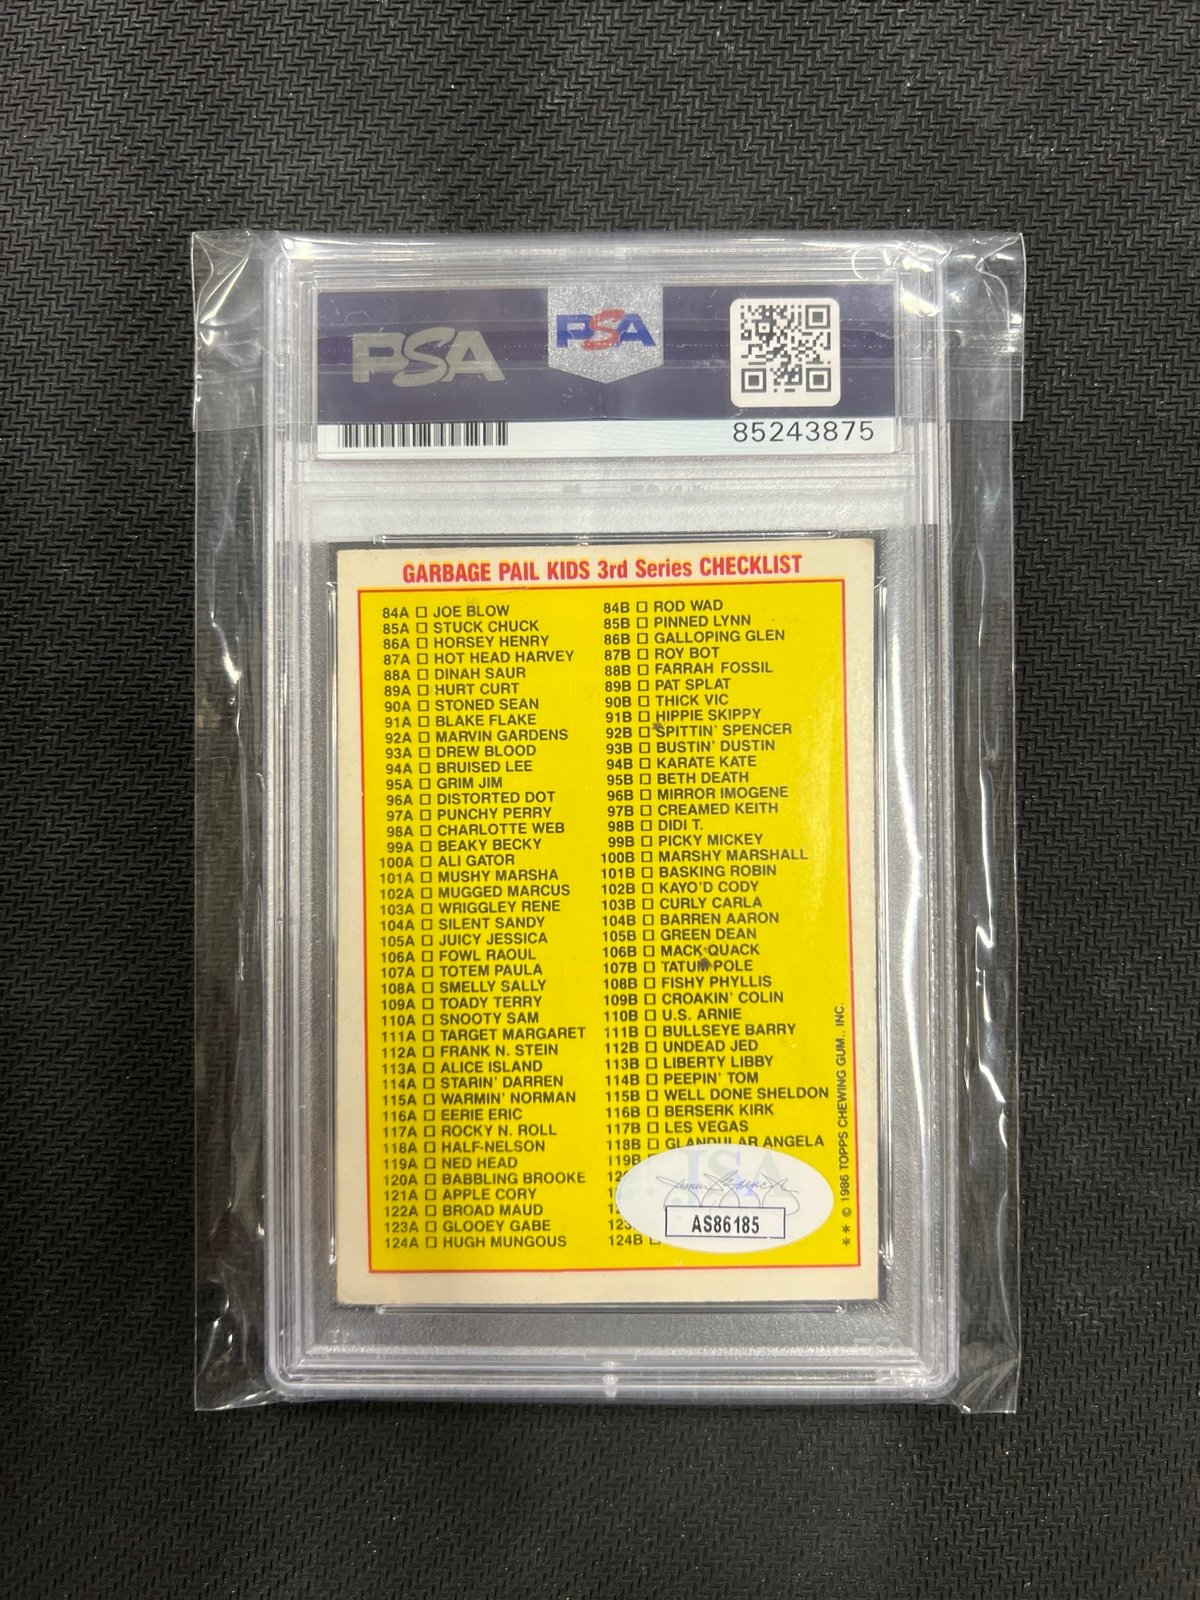 PSA PSA
85243875
GARBAGE PAIL KIDS 3rd Series CHECKLIST
84A □ JOE BLOW 84B □ ROD WAD
85A □ STUCK CHUCK 85B □ PINNED LYNN
86A □ HORSEY HENRY 86B □ GALLOPING GLEN
87A □ HOT HEAD HARVEY 87B □ ROY BOT
88A □ DINAH SAUR 88B □ FARRAH FOSSIL
89A □ HURT CURT 89B □ PAT SPLAT
90A □ STONED SEAN 90B □ THICK VIC
91A □ BLAKE FLAKE 91B □ HIPPIE SKIPPY
92A □ MARVIN GARDENS 92B □ SPITTIN' SPENCER
93A □ DREW BLOOD 93B □ BUSTIN' DUSTIN
94A □ BRUISED LEE 94B □ KARATE KATE
95A □ GRIM JIM 95B □ BETH DEATH
96A □ DISTORTED DOT 96B □ MIRROR IMOGENE
97A □ PUNCHY PERRY 97B □ CREAMED KEITH
98A □ CHARLOTTE WEB 98B □ DIDI T.
99A □ BEAKY BECKY 99B □ PICKY MICKEY
100A □ ALI GATOR 100B □ MARSHY MARSHALL
101A □ MUSHY MARSHA 101B □ BASKING ROBIN
102A □ MUGGED MARCUS 102B □ KAYO'D CODY
103A □ WRIGGLEY RENE 103B □ CURLY CARLA
104A □ SILENT SANDY 104B □ BARREN AARON
105A □ JUICY JESSICA 105B □ GREEN DEAN
106A □ FOWL RAOUL 106B □ MACK QUACK
107A □ TOTEM PAULA 107B □ TATUM POLE
108A □ SMELLY SALLY 108B □ FISHY PHYLLIS
109A □ TOADY TERRY 109B □ CROAKIN' COLIN
110A □ SNOOTY SAM 110B □ U.S. ARNIE
111A □ TARGET MARGARET 111B □ BULLSEYE BARRY
112A □ FRANK N. STEIN 112B □ UNDEAD JED
113A □ ALICE ISLAND 113B □ LIBERTY LIBBY
114A □ STARIN' DARREN 114B □ PEEPIN' TOM
115A □ WARMIN' NORMAN 115B □ WELL DONE SHELDON
116A □ EERIE ERIC 116B □ BERSERK KIRK
117A □ ROCKY N. ROLL 117B □ LES VEGAS
118A □ HALF-NELSON 118B □ GLANDULAR ANGELA
119A □ NED HEAD 119B
120A □ BABBLING BROOKE
121A □ APPLE CORY
122A □ BROAD MAUD
123A □ GLOOEY GABE
124A □ HUGH MUNGOUS 124B □
JSA
AS86185
** © 1986 TOPPS CHEWING GUM., INC.